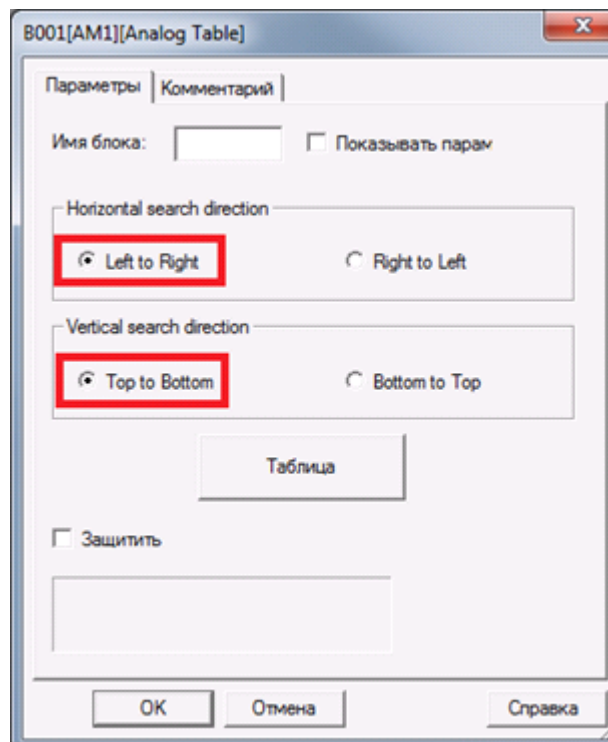 B001[AM1][Analog Table]
Параметры Комментарий
Имя блока: Показывать парам
Horizontal search direction
Left to Right Right to Left
Vertical search direction
Top to Bottom Bottom to Top
Таблица
Защитить
OK Отмена Справка